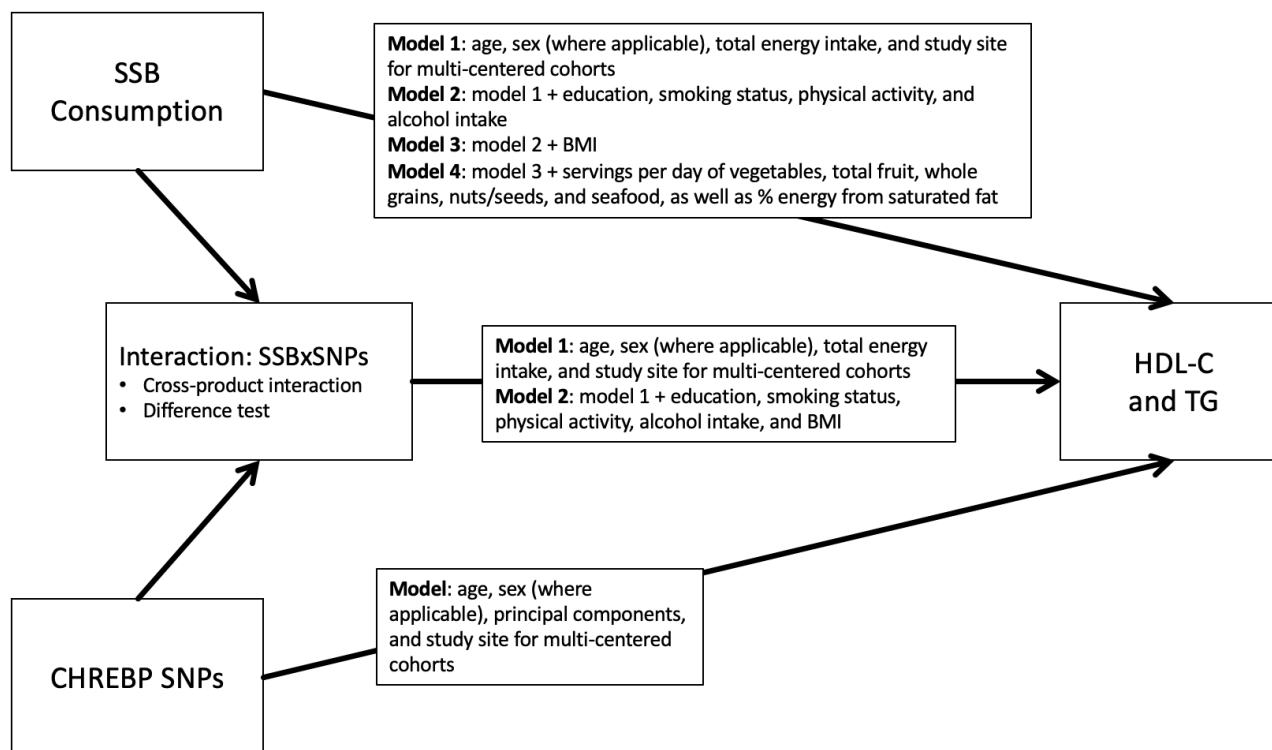 SSB
Consumption
Model 1: age, sex (where applicable), total energy intake, and study site
for multi-centered cohorts
Model 2: model 1 + education, smoking status, physical activity, and
alcohol intake
Model 3: model 2 + BMI
Model 4: model 3 + servings per day of vegetables, total fruit, whole
grains, nuts/seeds, and seafood, as well as % energy from saturated fat
Interaction: SSBxSNPs
• Cross-product interaction
• Difference test
Model 1: age, sex (where applicable), total energy
intake, and study site for multi-centered cohorts
Model 2: model 1 + education, smoking status,
physical activity, alcohol intake, and BMI
HDL-C
and TG
Model: age, sex (where
applicable), principal components,
and study site for multi-centered
cohorts
CHREBP SNPs